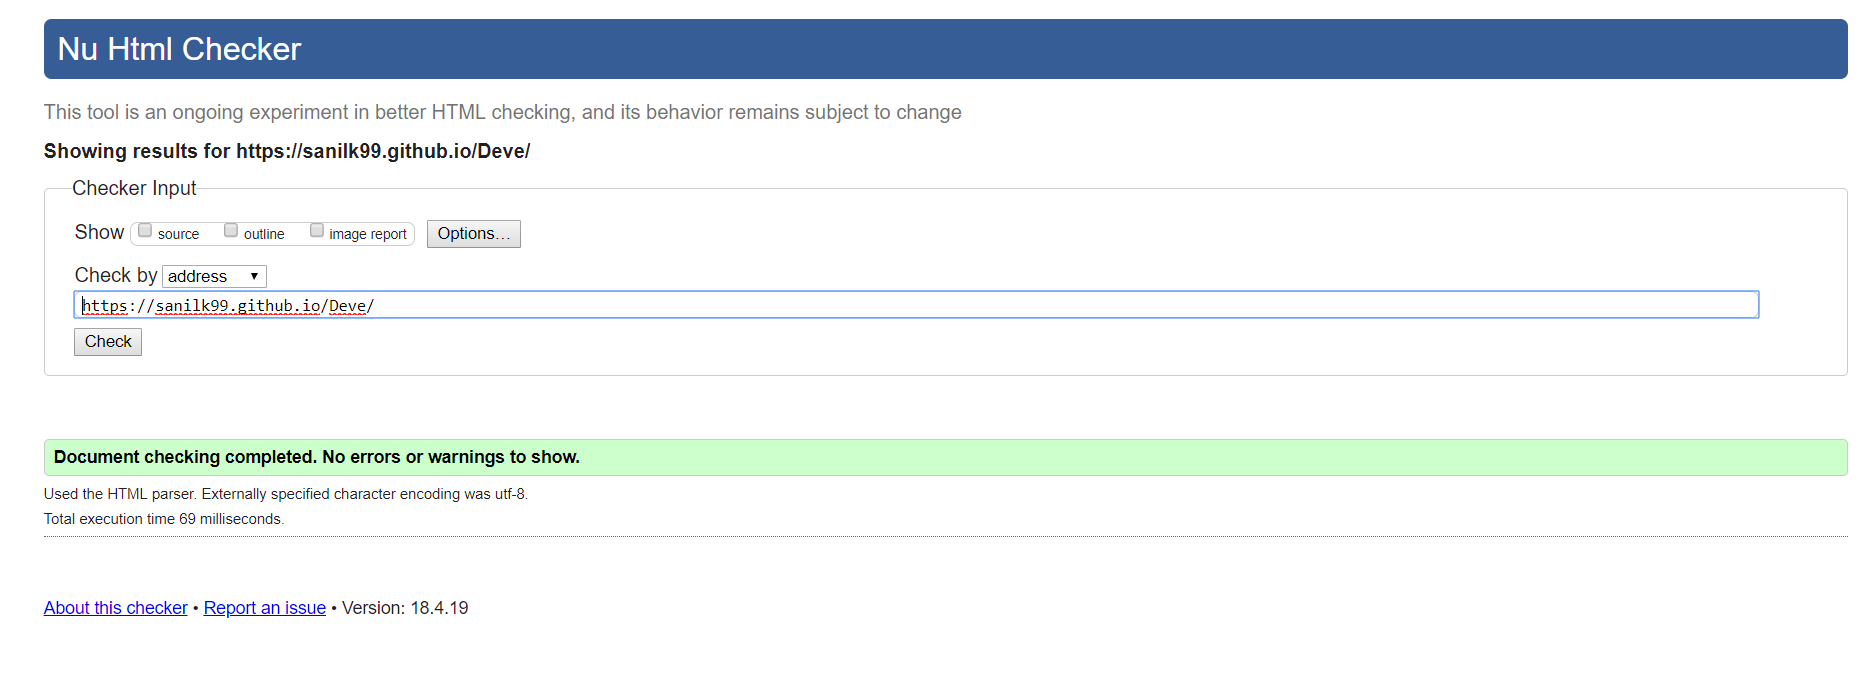 Nu Html Checker
This tool is an ongoing experiment in better HTML checking, and its behavior remains subject to change
Showing results for https://sanilk99.github.io/Deve/
Checker Input
Show source outline image report Options...
Check by address
https://sanilk99.github.io/Deve/
Check
Document checking completed. No errors or warnings to show.
Used the HTML parser. Externally specified character encoding was utf-8.
Total execution time 69 milliseconds.
About this checker • Report an issue • Version: 18.4.19